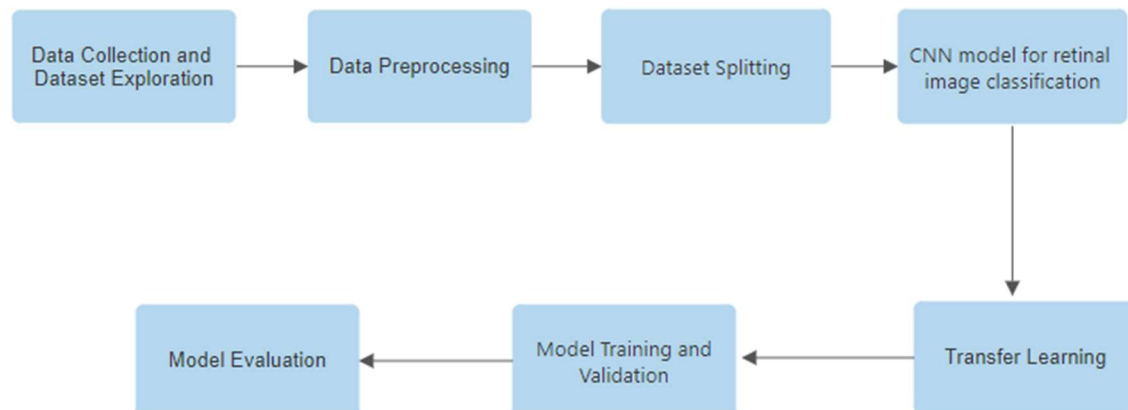 Data Collection and
Dataset Exploration
Data Preprocessing
Dataset Splitting
CNN model for retinal
image classification
Transfer Learning
Model Training and
Validation
Model Evaluation